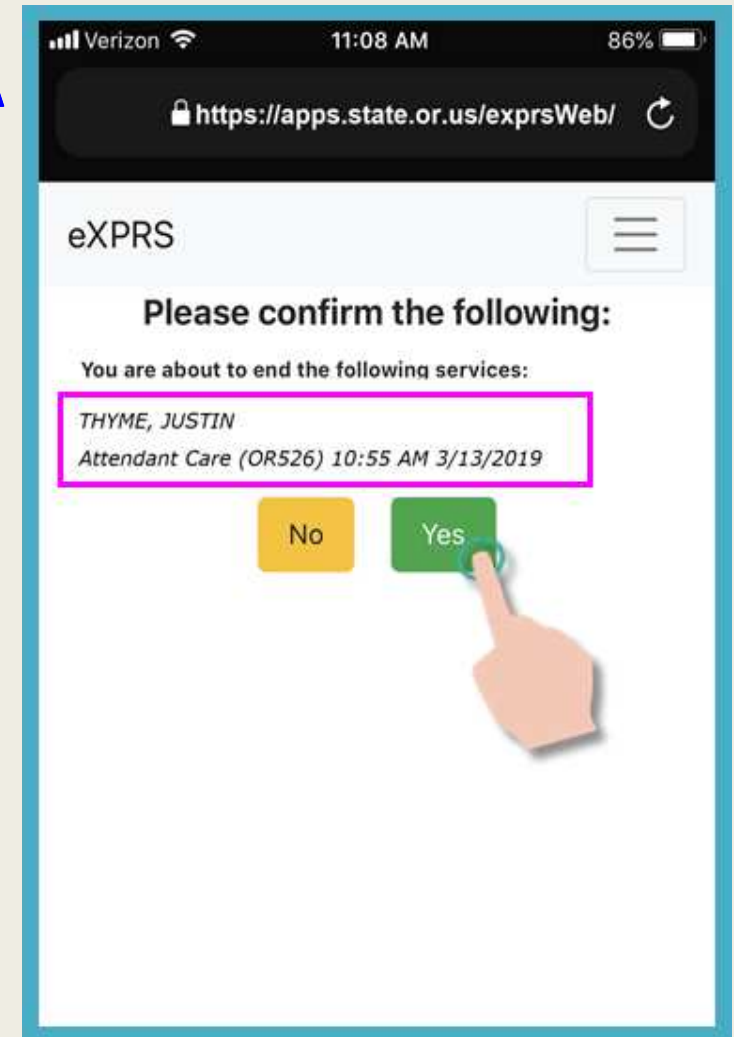 Verizon 11:08 AM 86%
https://apps.state.or.us/exprsWeb/
eXPRS
Please confirm the following:
You are about to end the following services:
THYME, JUSTIN
Attendant Care (OR526) 10:55 AM 3/13/2019
No Yes